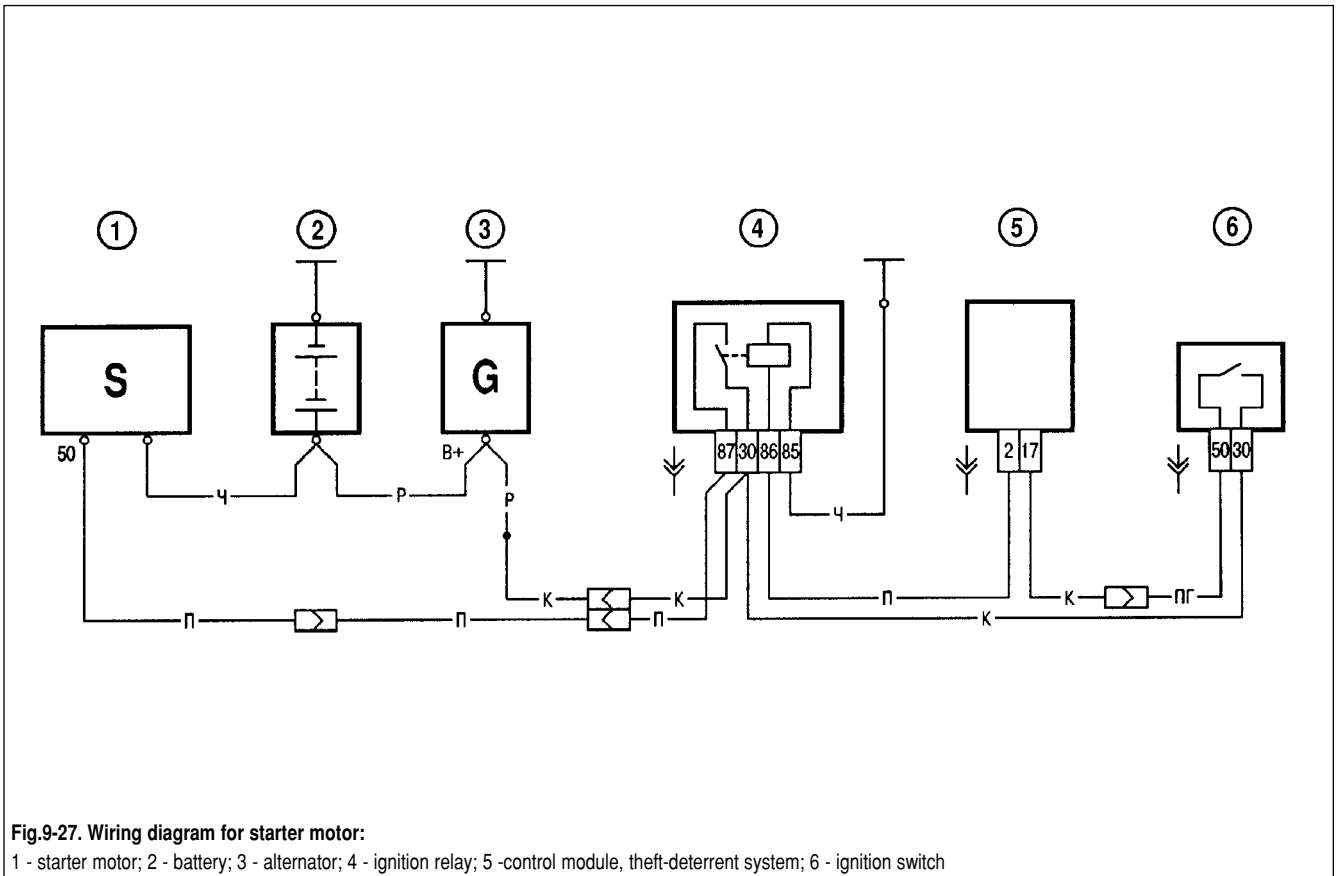 1 2 3 4 5 6
S G
50 B+ 87 30 86 85 2 17 50 30
Ч Р Р Ч
К К П К ПГ
П П П К
Fig.9-27. Wiring diagram for starter motor:
1 - starter motor; 2 - battery; 3 - alternator; 4 - ignition relay; 5 -control module, theft-deterrent system; 6 - ignition switch